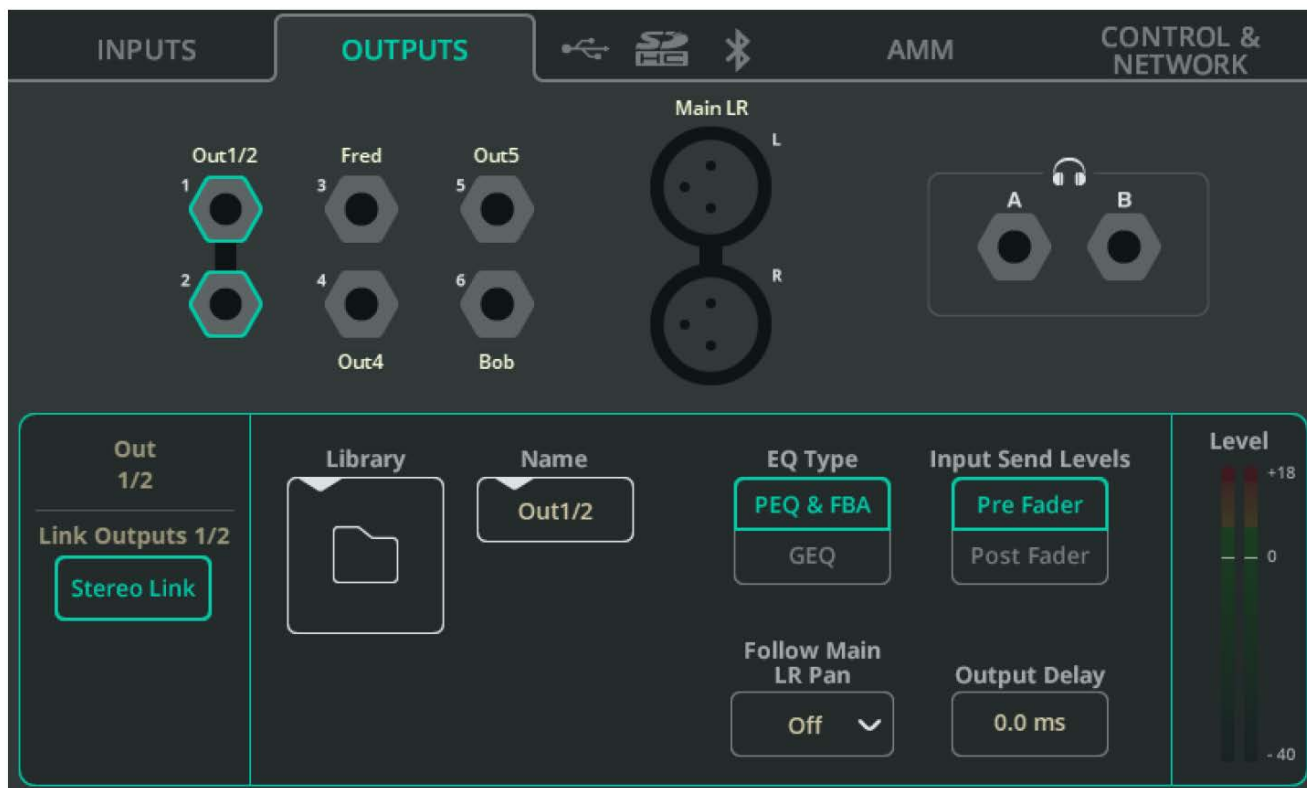 INPUTS
OUTPUTS
SD
HC
AMM
CONTROL &
NETWORK
Main LR
L
R
Out1/2
Fred
Out5
1
3
5
2
4
6
Out4
Bob
A
B
Out
1/2
Link Outputs 1/2
Stereo Link
Library
Name
Out1/2
EQ Type
PEQ & FBA
GEQ
Input Send Levels
Pre Fader
Post Fader
Follow Main
LR Pan
Off
Output Delay
0.0 ms
Level
+18
0
- 40